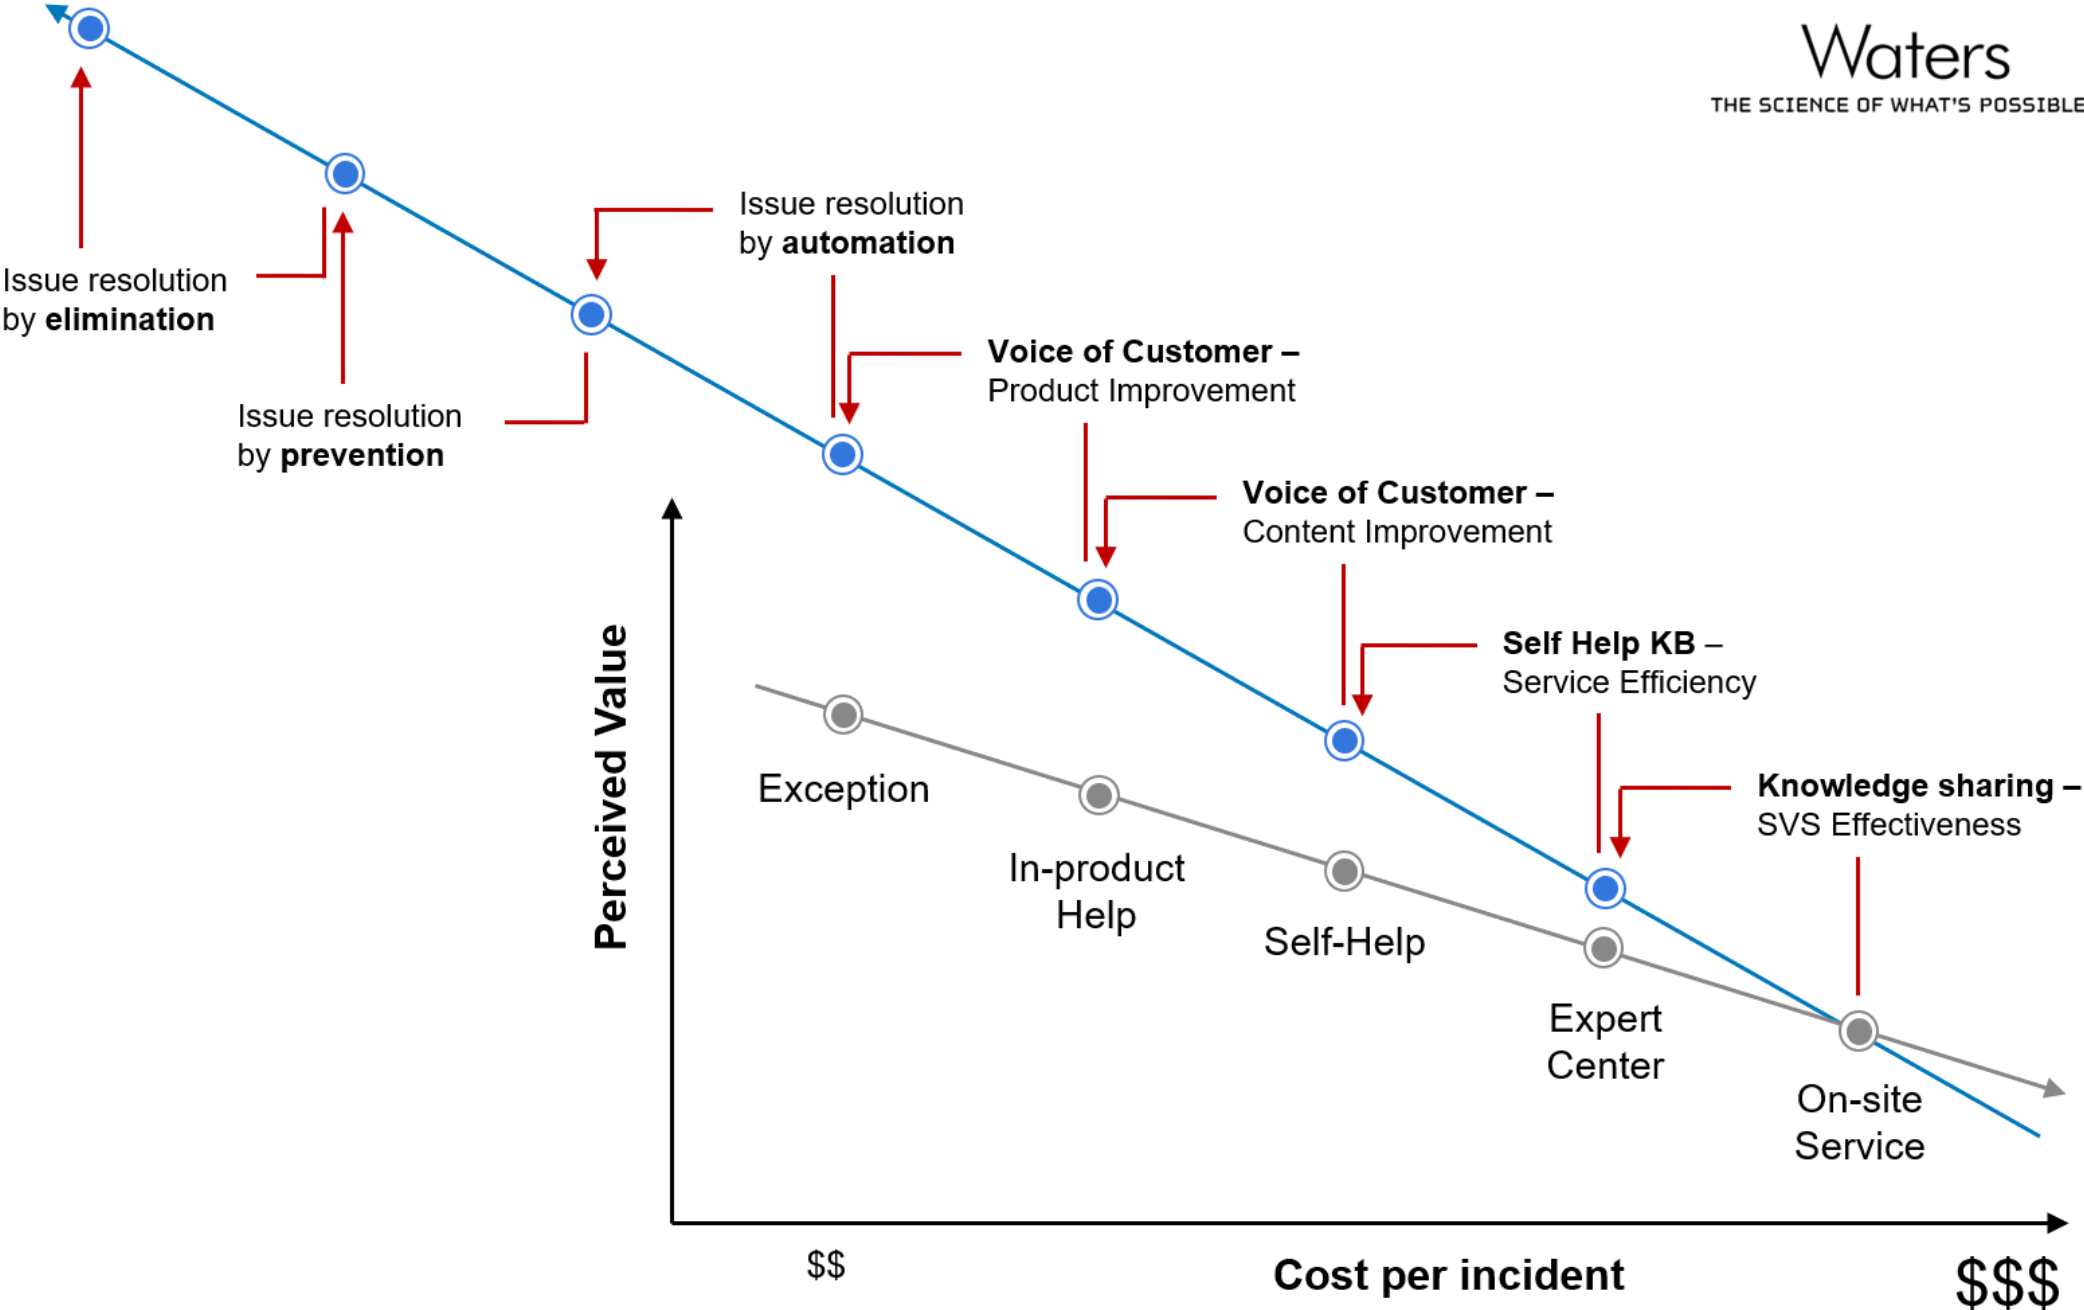 Waters
THE SCIENCE OF WHAT'S POSSIBLE
Issue resolution
by elimination
Issue resolution
by prevention
Issue resolution
by automation
Voice of Customer –
Product Improvement
Voice of Customer –
Content Improvement
Self Help KB –
Service Efficiency
Knowledge sharing –
SVS Effectiveness
Perceived Value
Exception
In-product
Help
Self-Help
Expert
Center
On-site
Service
$$
Cost per incident
$$$